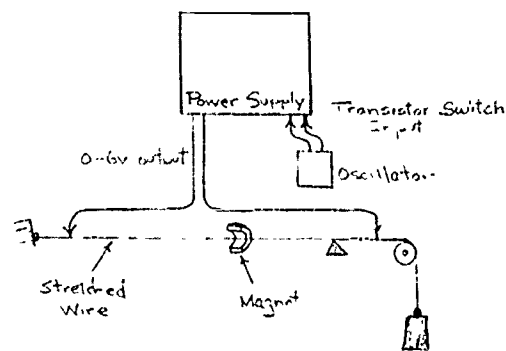 Power Supply
Transistor Switch
Input
0-6v output
Oscillator
Stretched
Wire
Magnet